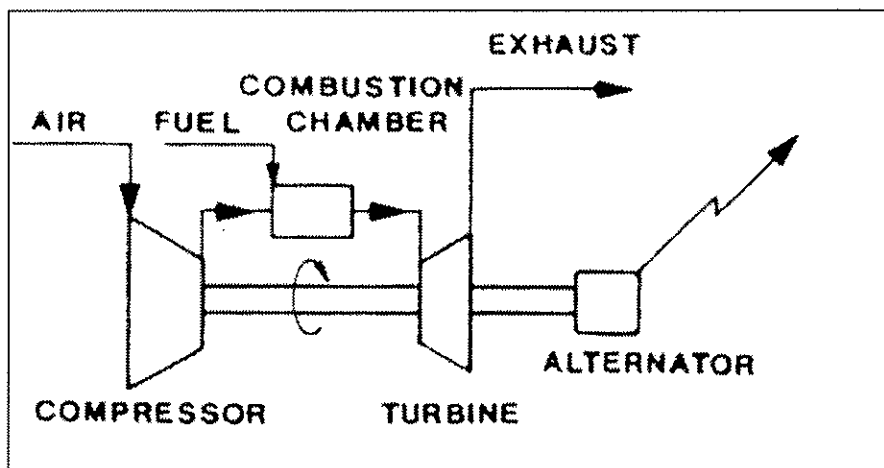 EXHAUST
COMBUSTION
CHAMBER
AIR
FUEL
ALTERNATOR
COMPRESSOR
TURBINE